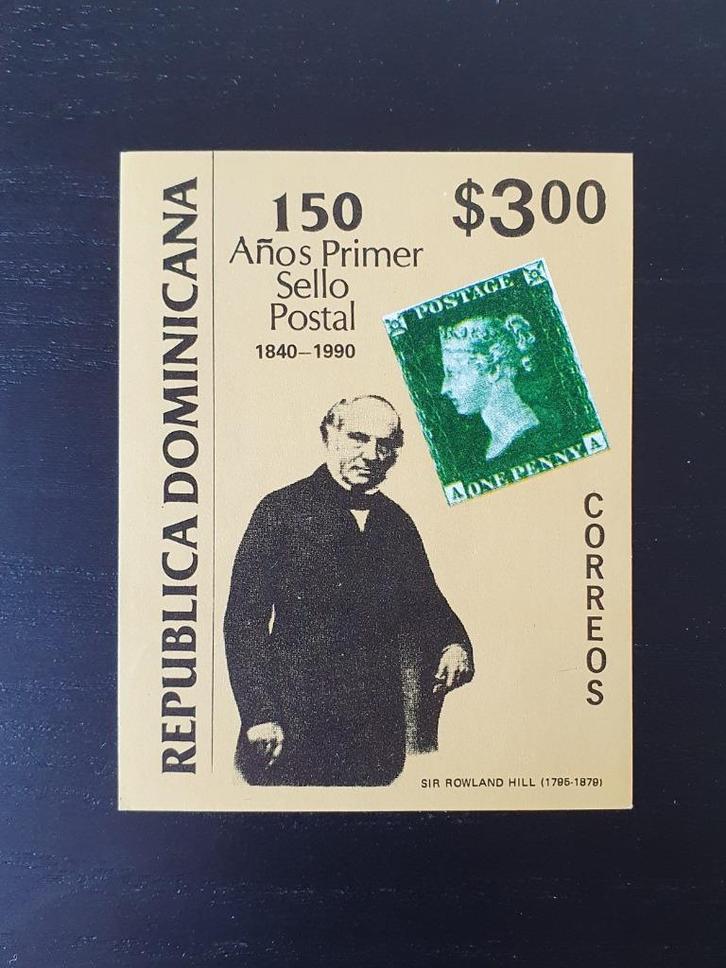 REPUBLICA DOMINICANA
150
Años Primer
Sello
Postal
1840–1990
$3.00
POSTAGE
A ONE PENNY A
CORREOS
SIR ROWLAND HILL (1795-1879)